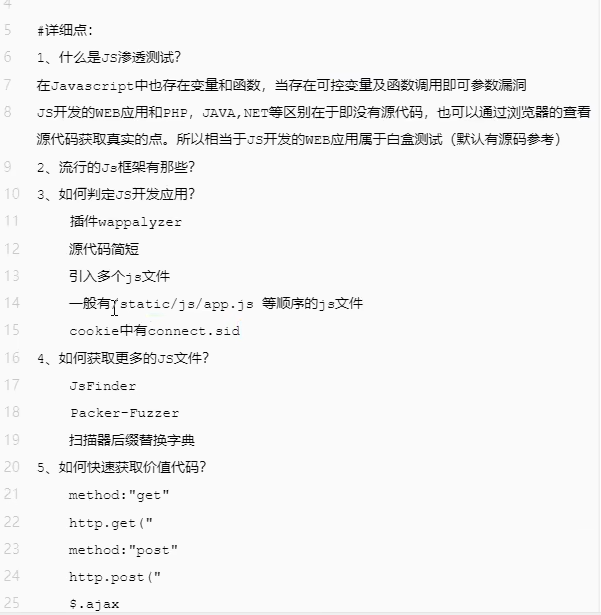 4
5 #详细点：
6 1、什么是JS渗透测试？
7 在Javascript中也存在变量和函数，当存在可控变量及函数调用即可参数漏洞
8 JS开发的WEB应用和PHP，JAVA,NET等区别在于即没有源代码，也可以通过浏览器的查看
源代码获取真实的点。所以相当于JS开发的WEB应用属于白盒测试（默认有源码参考）
9 2、流行的Js框架有那些？
10 3、如何判定JS开发应用？
11 插件wappalyzer
12 源代码简短
13 引入多个js文件
14 一般有/static/js/app.js 等顺序的js文件
15 cookie中有connect.sid
16 4、如何获取更多的JS文件？
17 JsFinder
18 Packer-Fuzzer
19 扫描器后缀替换字典
20 5、如何快速获取价值代码？
21 method:"get"
22 http.get("
23 method:"post"
24 http.post("
25 $.ajax